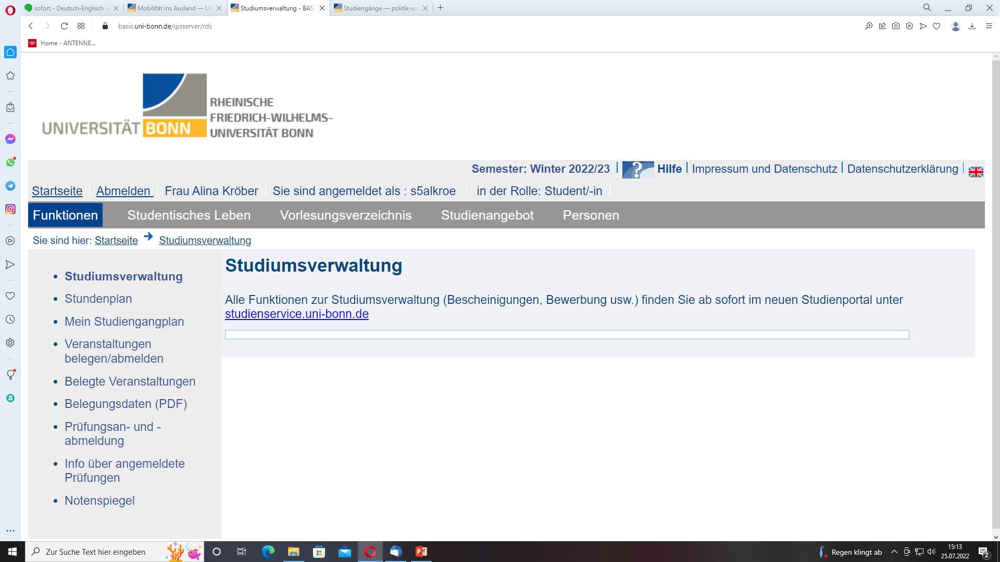 sofort - Deutsch-Englisch
Mobilität ins Ausland — Un
Studiumsverwaltung - BAS
Studiengänge — politik-so
basis.uni-bonn.de/qisserver/rds
Home - ANTENNE...
UNIVERSITÄT BONN
RHEINISCHE
FRIEDRICH-WILHELMS-
UNIVERSITÄT BONN
Semester: Winter 2022/23
? Hilfe
Impressum und Datenschutz
Datenschutzerklärung
Startseite
Abmelden
Frau Alina Kröber
Sie sind angemeldet als : s5alkroe
in der Rolle: Student/-in
Funktionen
Studentisches Leben
Vorlesungsverzeichnis
Studienangebot
Personen
Sie sind hier: Startseite
Studiumsverwaltung
Studiumsverwaltung
Stundenplan
Mein Studiengangplan
Veranstaltungen
belegen/abmelden
Belegte Veranstaltungen
Belegungsdaten (PDF)
Prüfungsan- und -
abmeldung
Info über angemeldete
Prüfungen
Notenspiegel
Studiumsverwaltung
Alle Funktionen zur Studiumsverwaltung (Bescheinigungen, Bewerbung usw.) finden Sie ab sofort im neuen Studienportal unter
studienservice.uni-bonn.de
Zur Suche Text hier eingeben
Regen klingt ab
15:13
25.07.2022
2